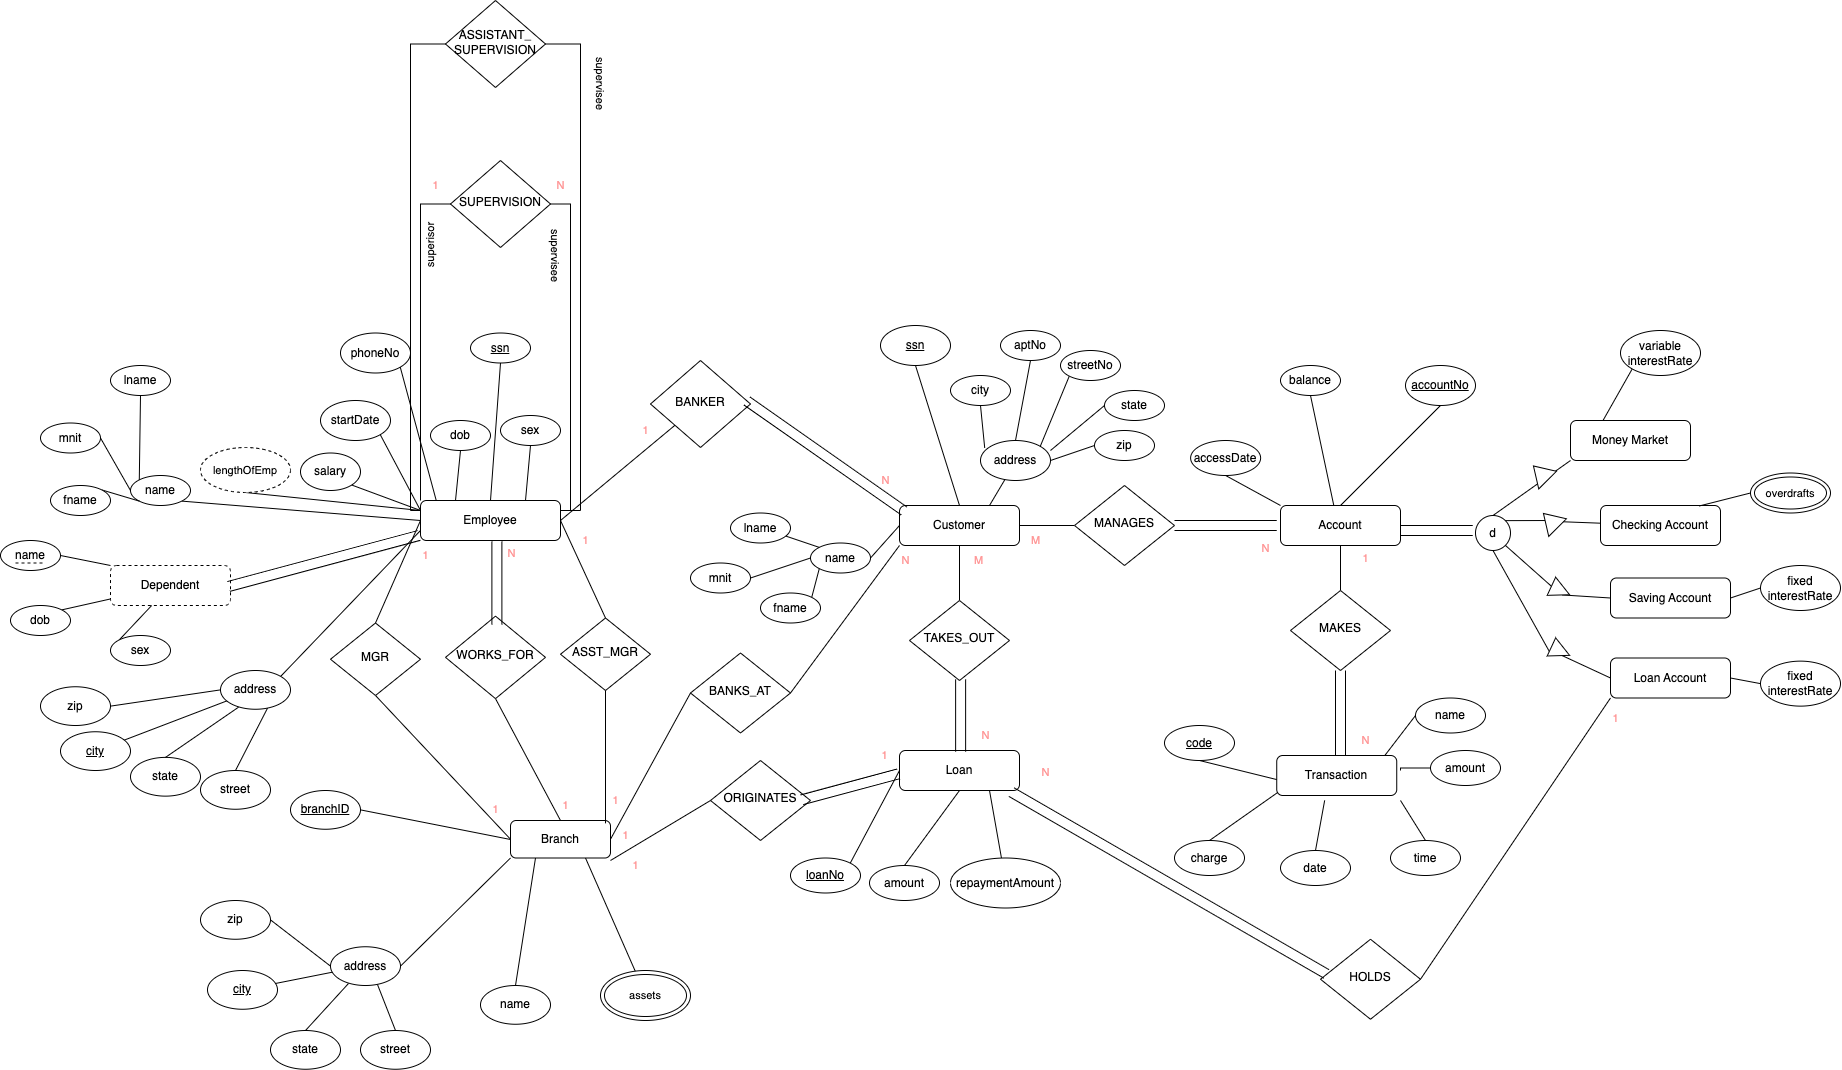 ASSISTANT_
SUPERVISION
supervisee
1
N
SUPERVISION
superisor
supervisee
phoneNo
ssn
lname
startDate
dob
sex
mnit
lengthOfEmp
salary
fname
name
Employee
1
N
1
name
Dependent
dob
sex
address
zip
city
state
street
MGR
WORKS_FOR
ASST_MGR
BANKER
1
N
ssn
aptNo
city
streetNo
state
zip
address
Customer
lname
name
mnit
fname
N
M
M
MANAGES
N
balance
accountNo
accessDate
Account
1
d
variable
interestRate
Money Market
overdrafts
Checking Account
Saving Account
fixed
interestRate
Loan Account
fixed
interestRate
1
TAKES_OUT
BANKS_AT
MAKES
N
1
N
N
Loan
ORIGINATES
loanNo
amount
repaymentAmount
code
name
Transaction
amount
charge
date
time
HOLDS
branchID
1
1
1
1
1
Branch
zip
address
city
state
street
name
assets